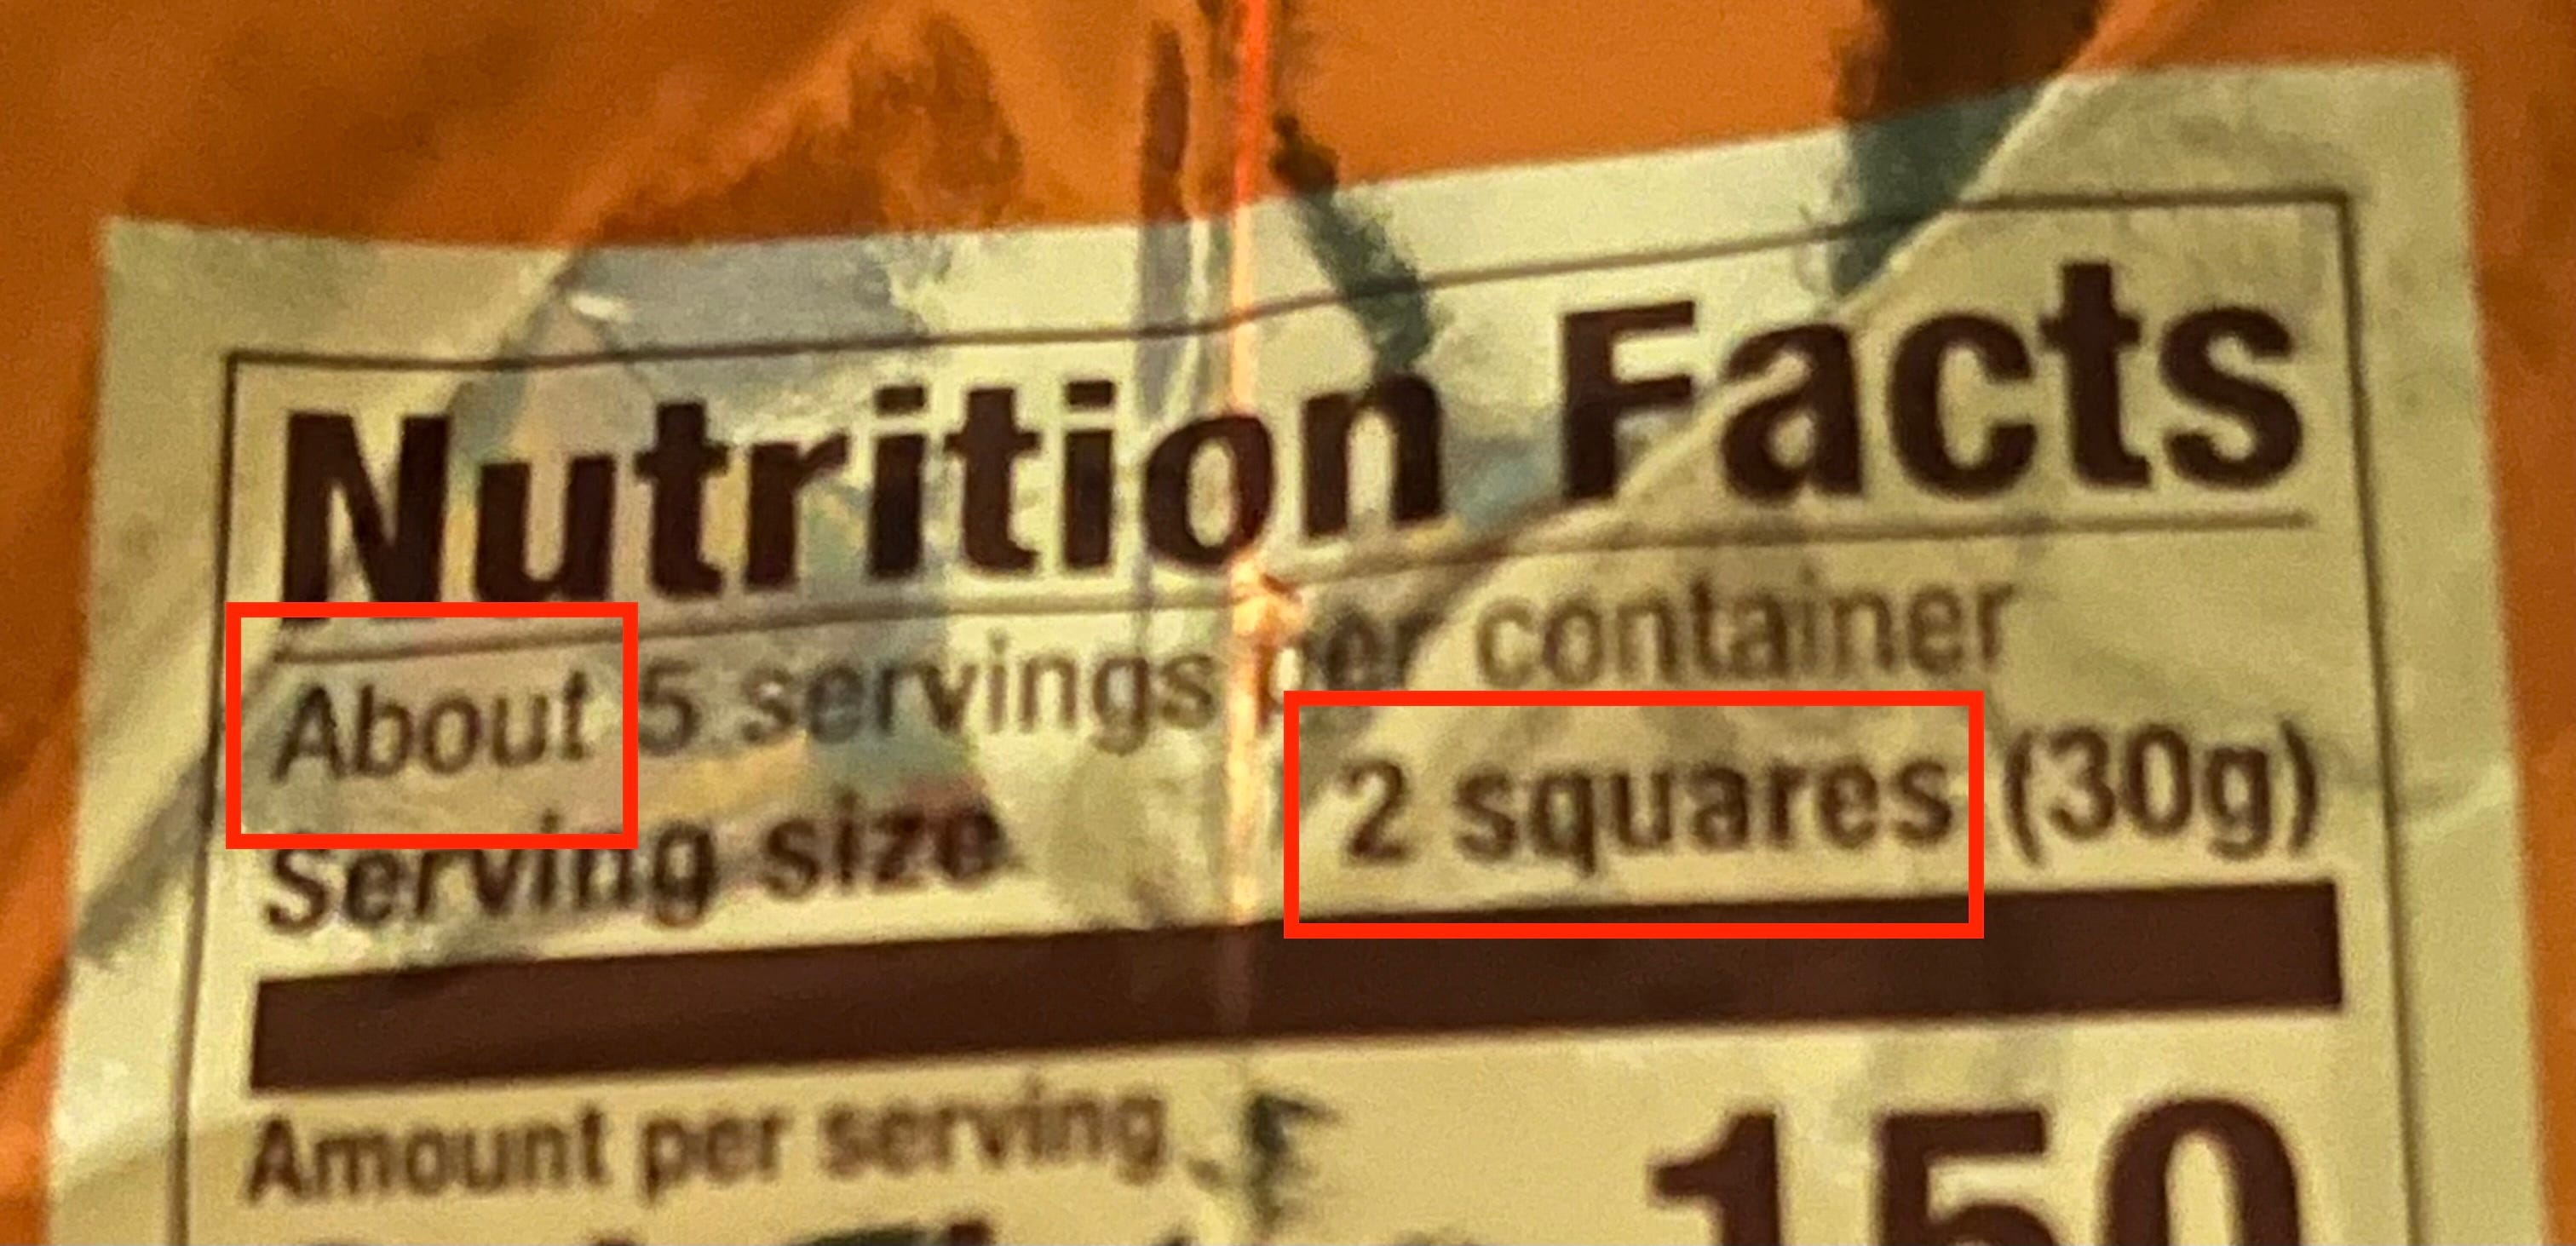 Nutrition Facts
About 5 servings per container
Serving size 2 squares (30g)
Amount per serving
150